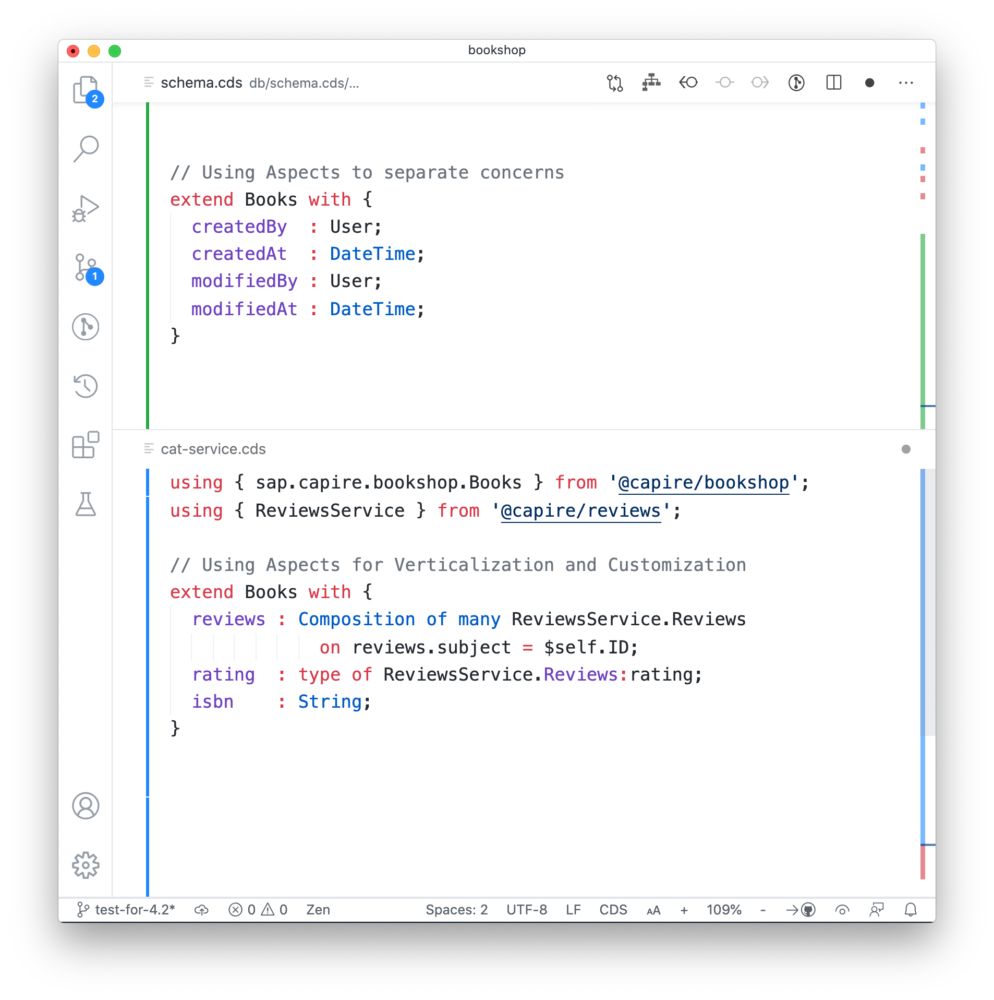 bookshop
schema.cds db/schema.cds/...
2
// Using Aspects to separate concerns
extend Books with {
  createdBy  : User;
  createdAt  : DateTime;
  modifiedBy : User;
  modifiedAt : DateTime;
}
1
cat-service.cds
using { sap.capire.bookshop.Books } from '@capire/bookshop';
using { ReviewsService } from '@capire/reviews';
// Using Aspects for Verticalization and Customization
extend Books with {
  reviews : Composition of many ReviewsService.Reviews
              on reviews.subject = $self.ID;
  rating  : type of ReviewsService.Reviews:rating;
  isbn    : String;
}
test-for-4.2* 0 0 Zen Spaces: 2 UTF-8 LF CDS AA + 109% -